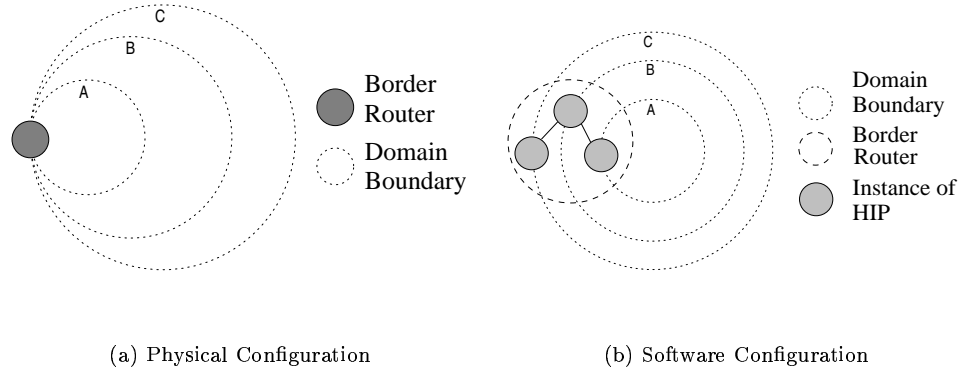 C
B
A
Border
Router
Domain
Boundary
(a) Physical Configuration
C
B
A
Domain
Boundary
Border
Router
Instance of
HIP
(b) Software Configuration